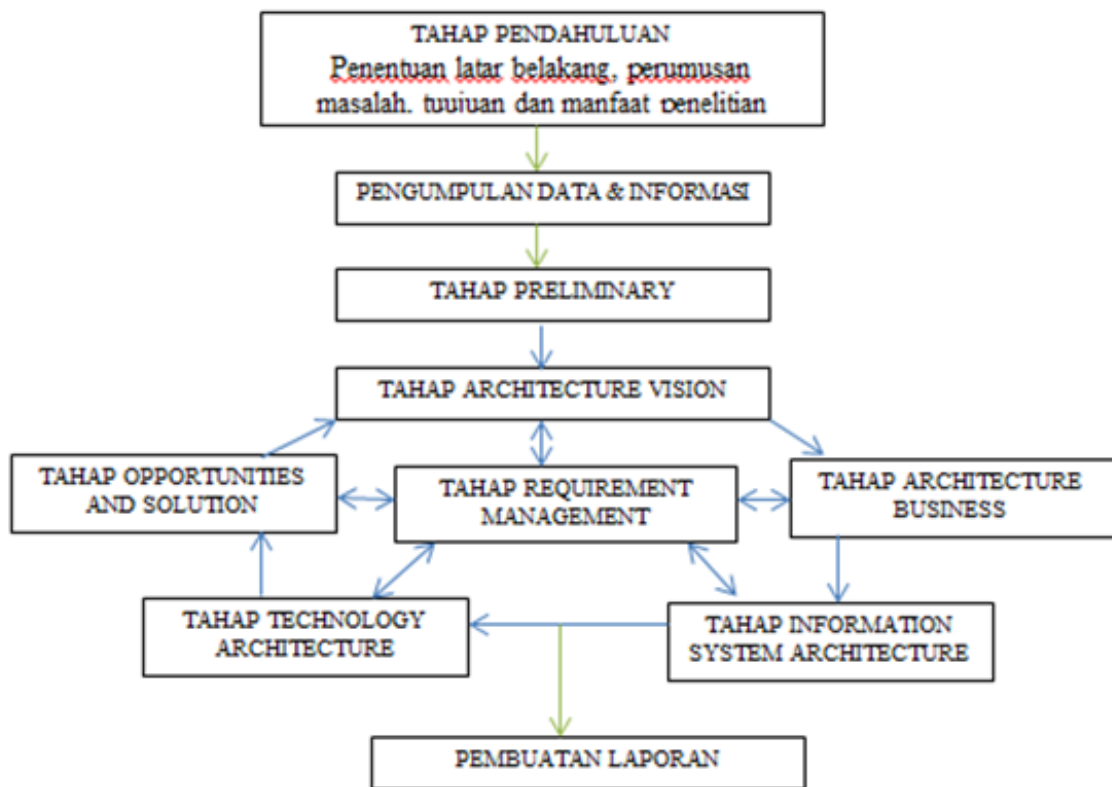 TAHAP PENDAHULUAN
Penentuan latar belakang, perumusan
masalah. tuujuan dan manfaat penelitian
PENGUMPULAN DATA & INFORMASI
TAHAP PRELIMINARY
TAHAP ARCHITECTURE VISION
TAHAP OPPORTUNITIES
AND SOLUTION
TAHAP REQUIREMENT
MANAGEMENT
TAHAP ARCHITECTURE
BUSINESS
TAHAP TECHNOLOGY
ARCHITECTURE
TAHAP INFORMATION
SYSTEM ARCHITECTURE
PEMBUATAN LAPORAN